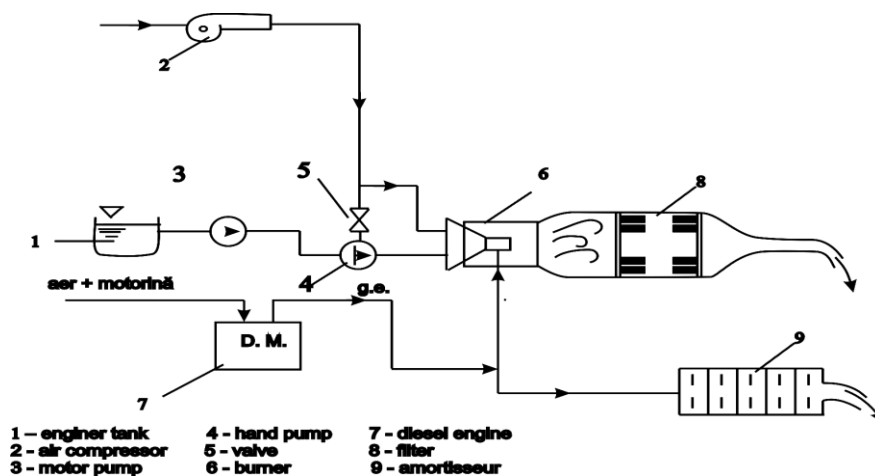 2
3
5
6
8
1
4
aer + motorină
g.e.
D. M.
9
7
1 – enginer tank 4 - hand pump 7 - diesel engine
2 - air compressor 5 - valve 8 - filter
3 - motor pump 6 - burner 9 - amortisseur